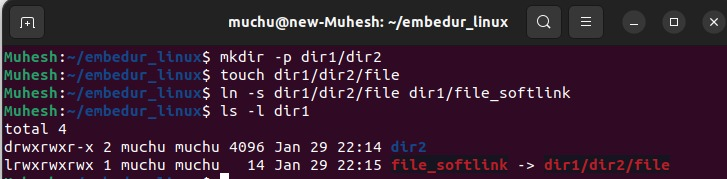 muchu@new-Muhesh: ~/embedur_linux
Muhesh:~/embedur_linux$ mkdir -p dir1/dir2
Muhesh:~/embedur_linux$ touch dir1/dir2/file
Muhesh:~/embedur_linux$ ln -s dir1/dir2/file dir1/file_softlink
Muhesh:~/embedur_linux$ ls -l dir1
total 4
drwxrwxr-x 2 muchu muchu 4096 Jan 29 22:14 dir2
lrwxrwxrwx 1 muchu muchu   14 Jan 29 22:15 file_softlink -> dir1/dir2/file
Muhesh:~/embedur_linux$